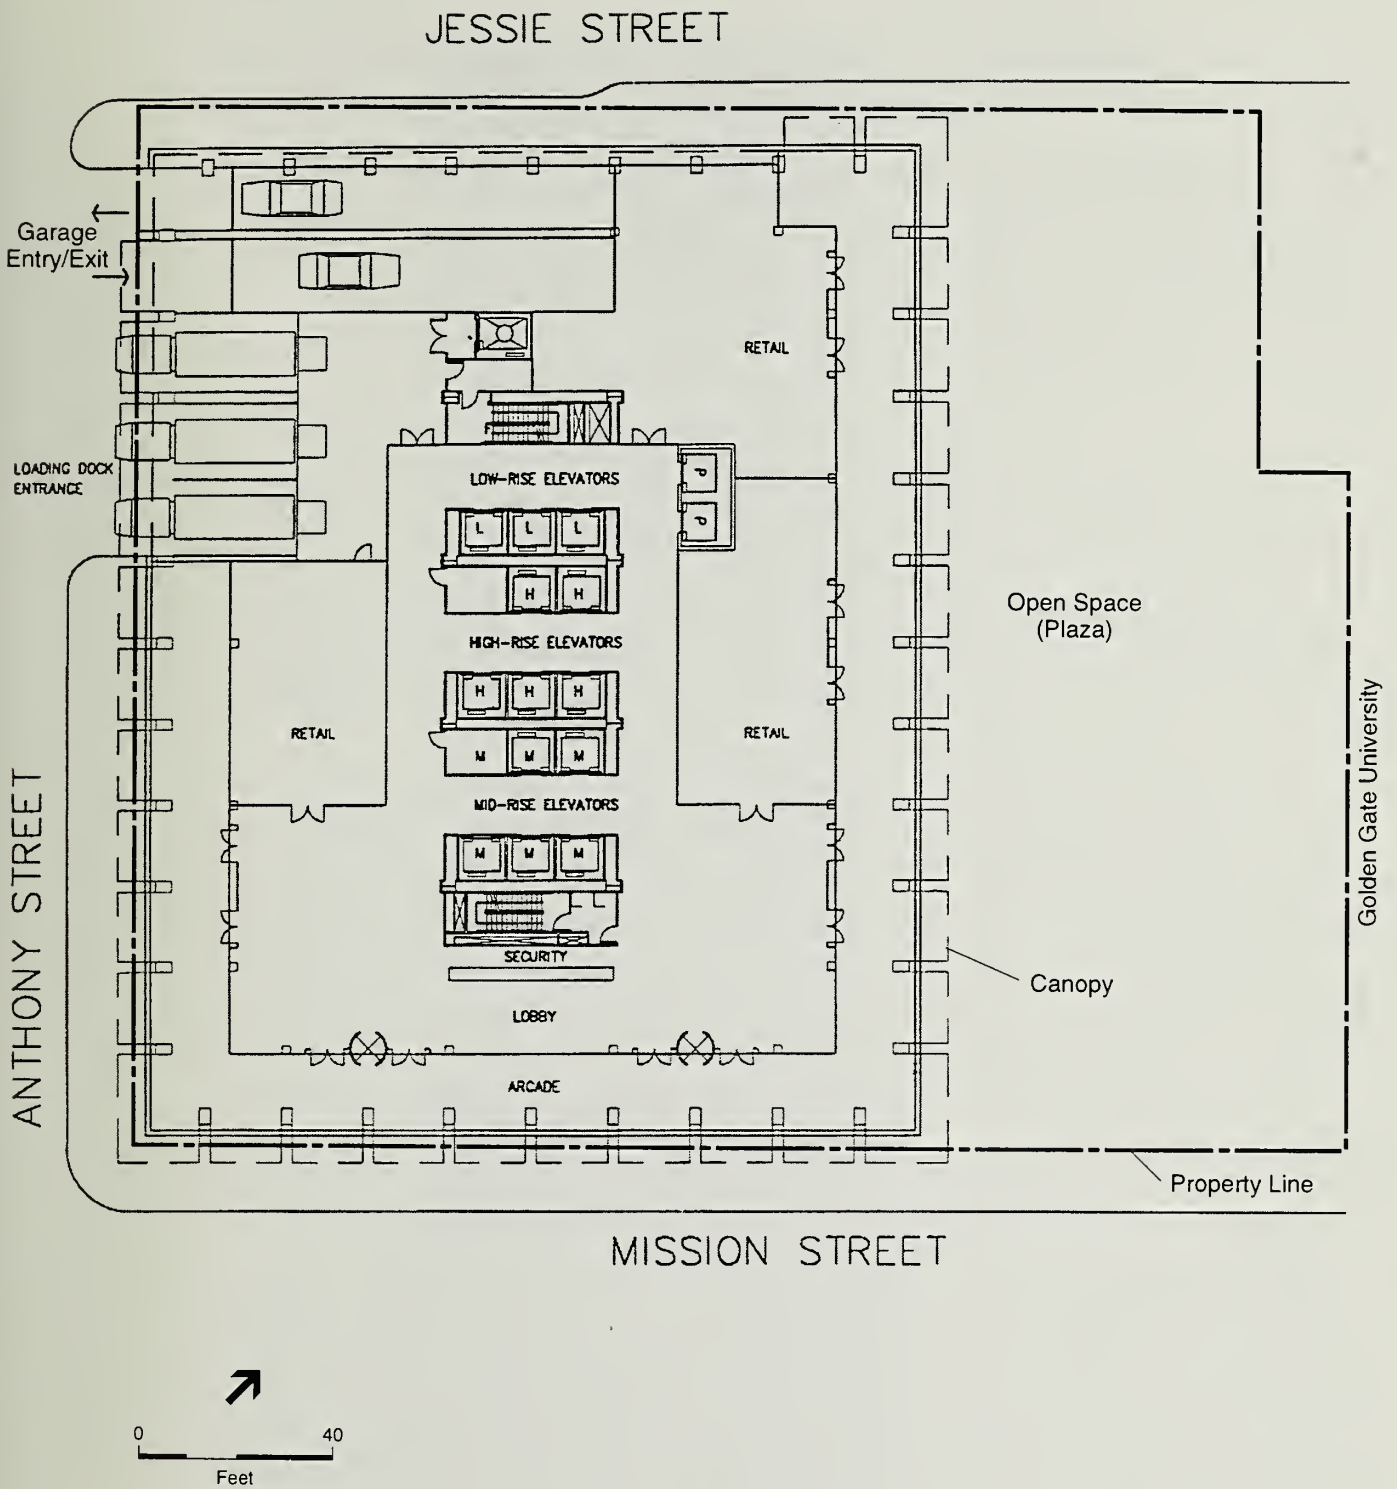 JESSIE STREET
Garage
Entry/Exit
RETAIL
LOADING DOCK
ENTRANCE
LOW-RISE ELEVATORS
P
P
L L L
H H
HIGH-RISE ELEVATORS
H H H
M M M
RETAIL
RETAIL
MID-RISE ELEVATORS
M M M
SECURITY
LOBBY
ARCADE
Open Space
(Plaza)
Golden Gate University
Canopy
Property Line
ANTHONY STREET
MISSION STREET
0 40
Feet